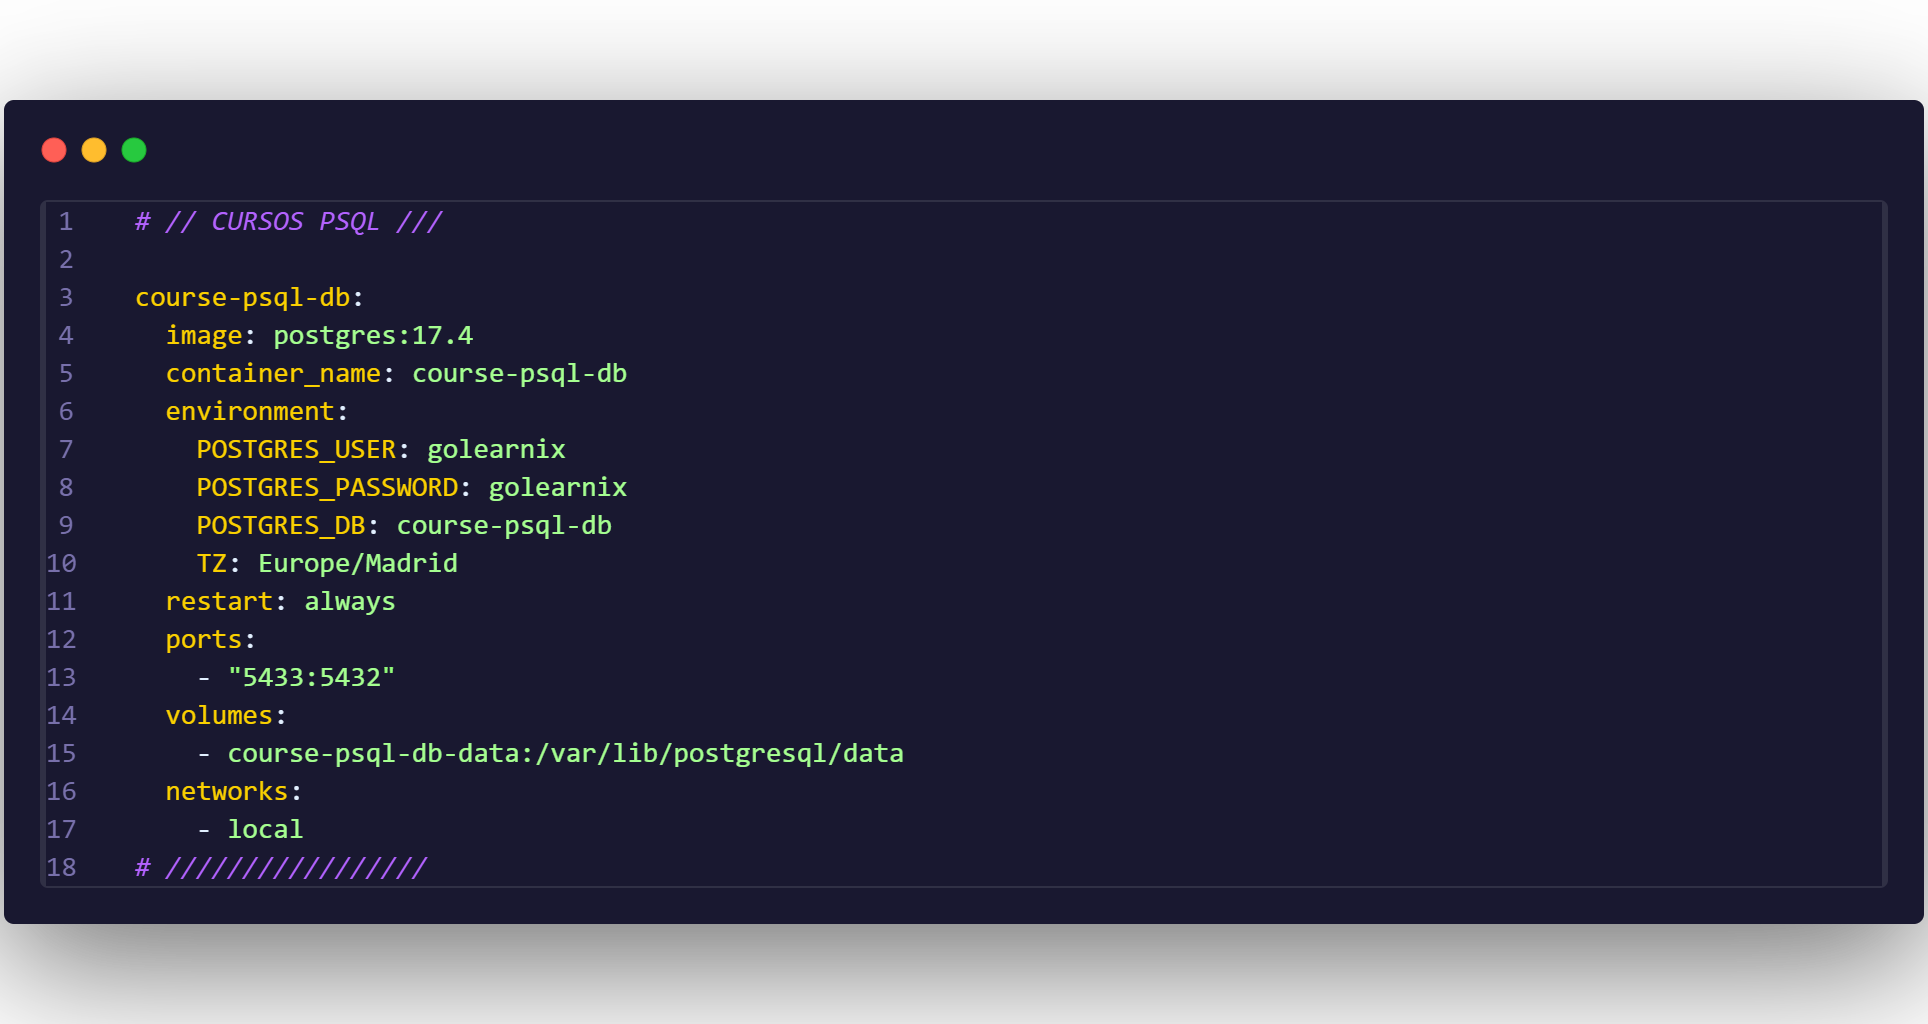 1 # // CURSOS PSQL ///
2
3 course-psql-db:
4   image: postgres:17.4
5   container_name: course-psql-db
6   environment:
7     POSTGRES_USER: golearnix
8     POSTGRES_PASSWORD: golearnix
9     POSTGRES_DB: course-psql-db
10     TZ: Europe/Madrid
11   restart: always
12   ports:
13     - "5433:5432"
14   volumes:
15     - course-psql-db-data:/var/lib/postgresql/data
16   networks:
17     - local
18 # /////////////////